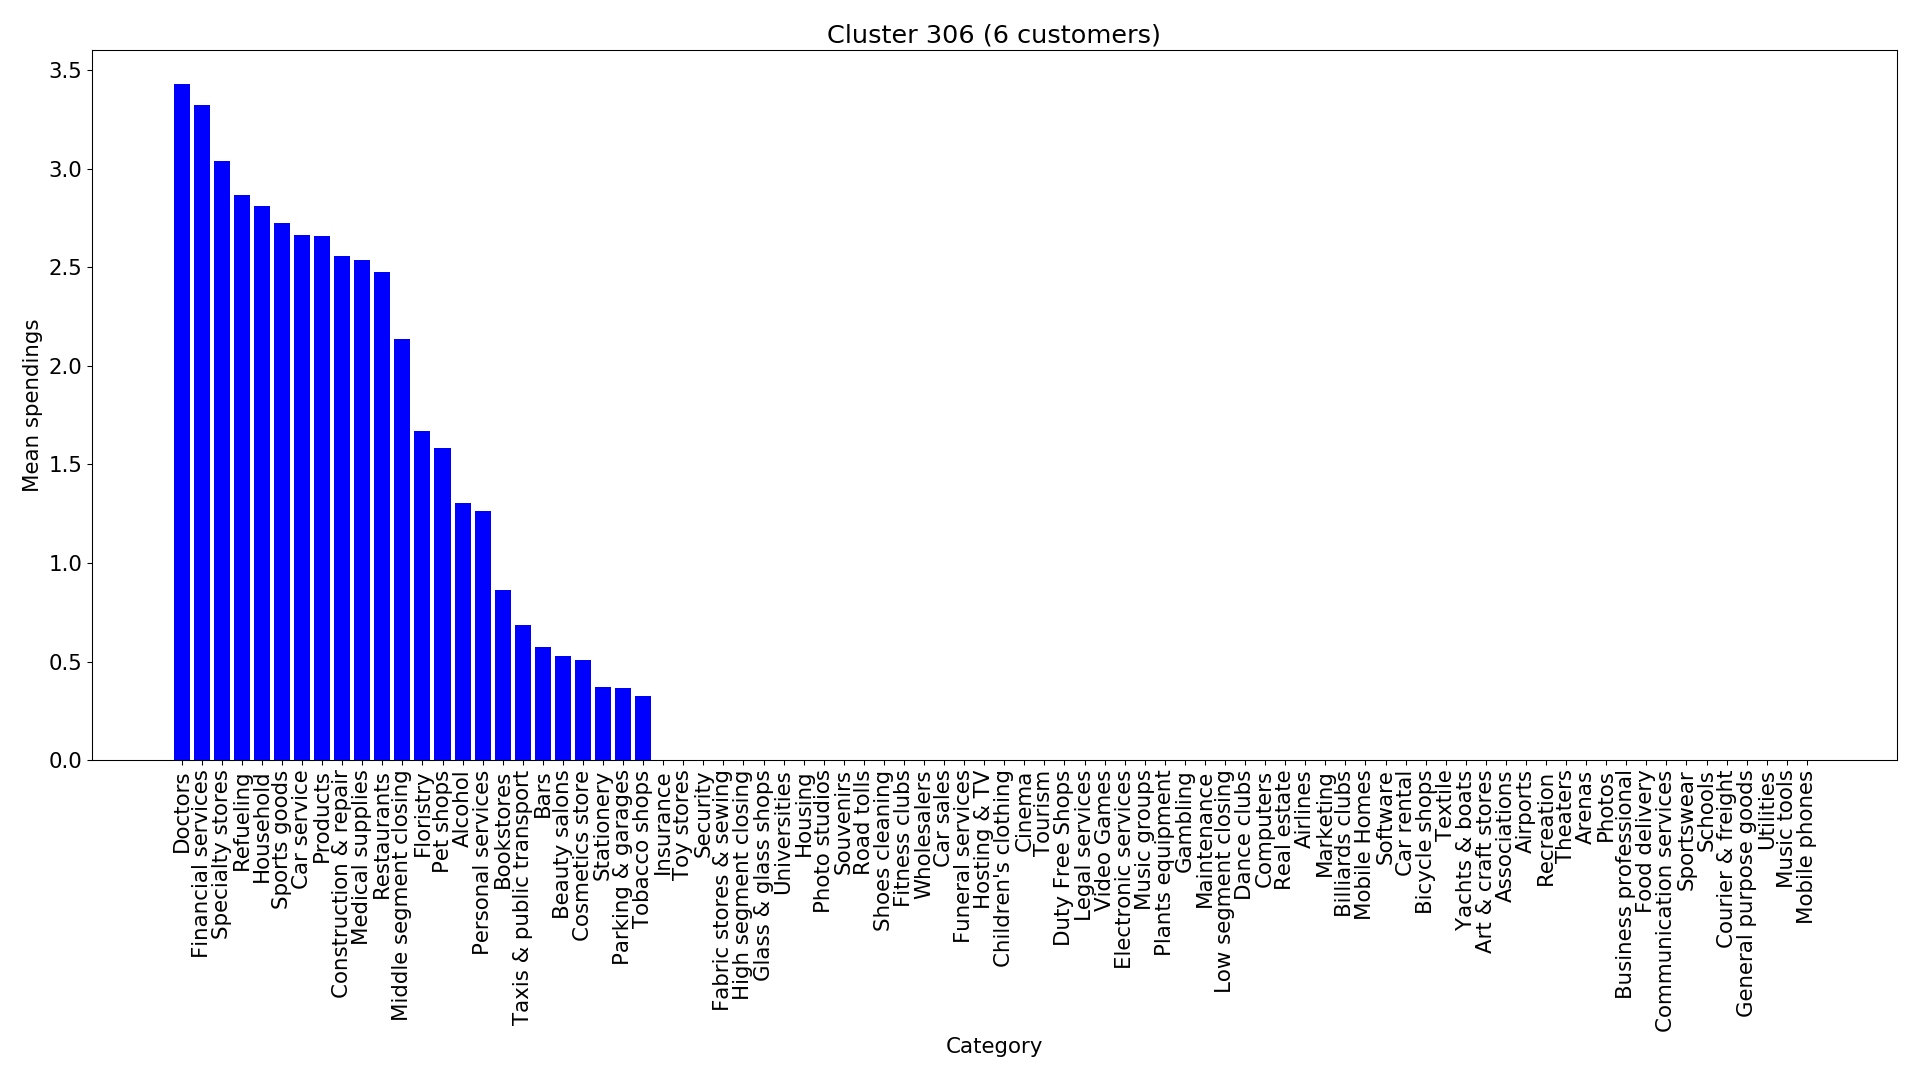 Cluster 306 (6 customers)
3.5
3.0
2.5
2.0
1.5
1.0
0.5
0.0
Mean spendings
Doctors
Financial services
Specialty stores
Refueling
Household
Sports goods
Car service
Products
Construction & repair
Medical supplies
Restaurants
Middle segment closing
Floristry
Pet shops
Alcohol
Personal services
Bookstores
Taxis & public transport
Bars
Beauty salons
Cosmetics store
Stationery
Parking & garages
Tobacco shops
Insurance
Toy stores
Security
Fabric stores & sewing
High segment closing
Glass & glass shops
Universities
Housing
Photo studios
Souvenirs
Road tolls
Shoes cleaning
Fitness clubs
Wholesalers
Car sales
Funeral services
Hosting & TV
Children's clothing
Cinema
Tourism
Duty Free Shops
Legal services
Video Games
Electronic services
Music groups
Plants equipment
Gambling
Maintenance
Low segment closing
Dance clubs
Computers
Real estate
Airlines
Marketing
Billiards clubs
Mobile Homes
Software
Car rental
Bicycle shops
Textile
Yachts & boats
Art & craft stores
Associations
Airports
Recreation
Theaters
Arenas
Photos
Business professional
Food delivery
Communication services
Sportswear
Schools
Courier & freight
General purpose goods
Utilities
Music tools
Mobile phones
Category